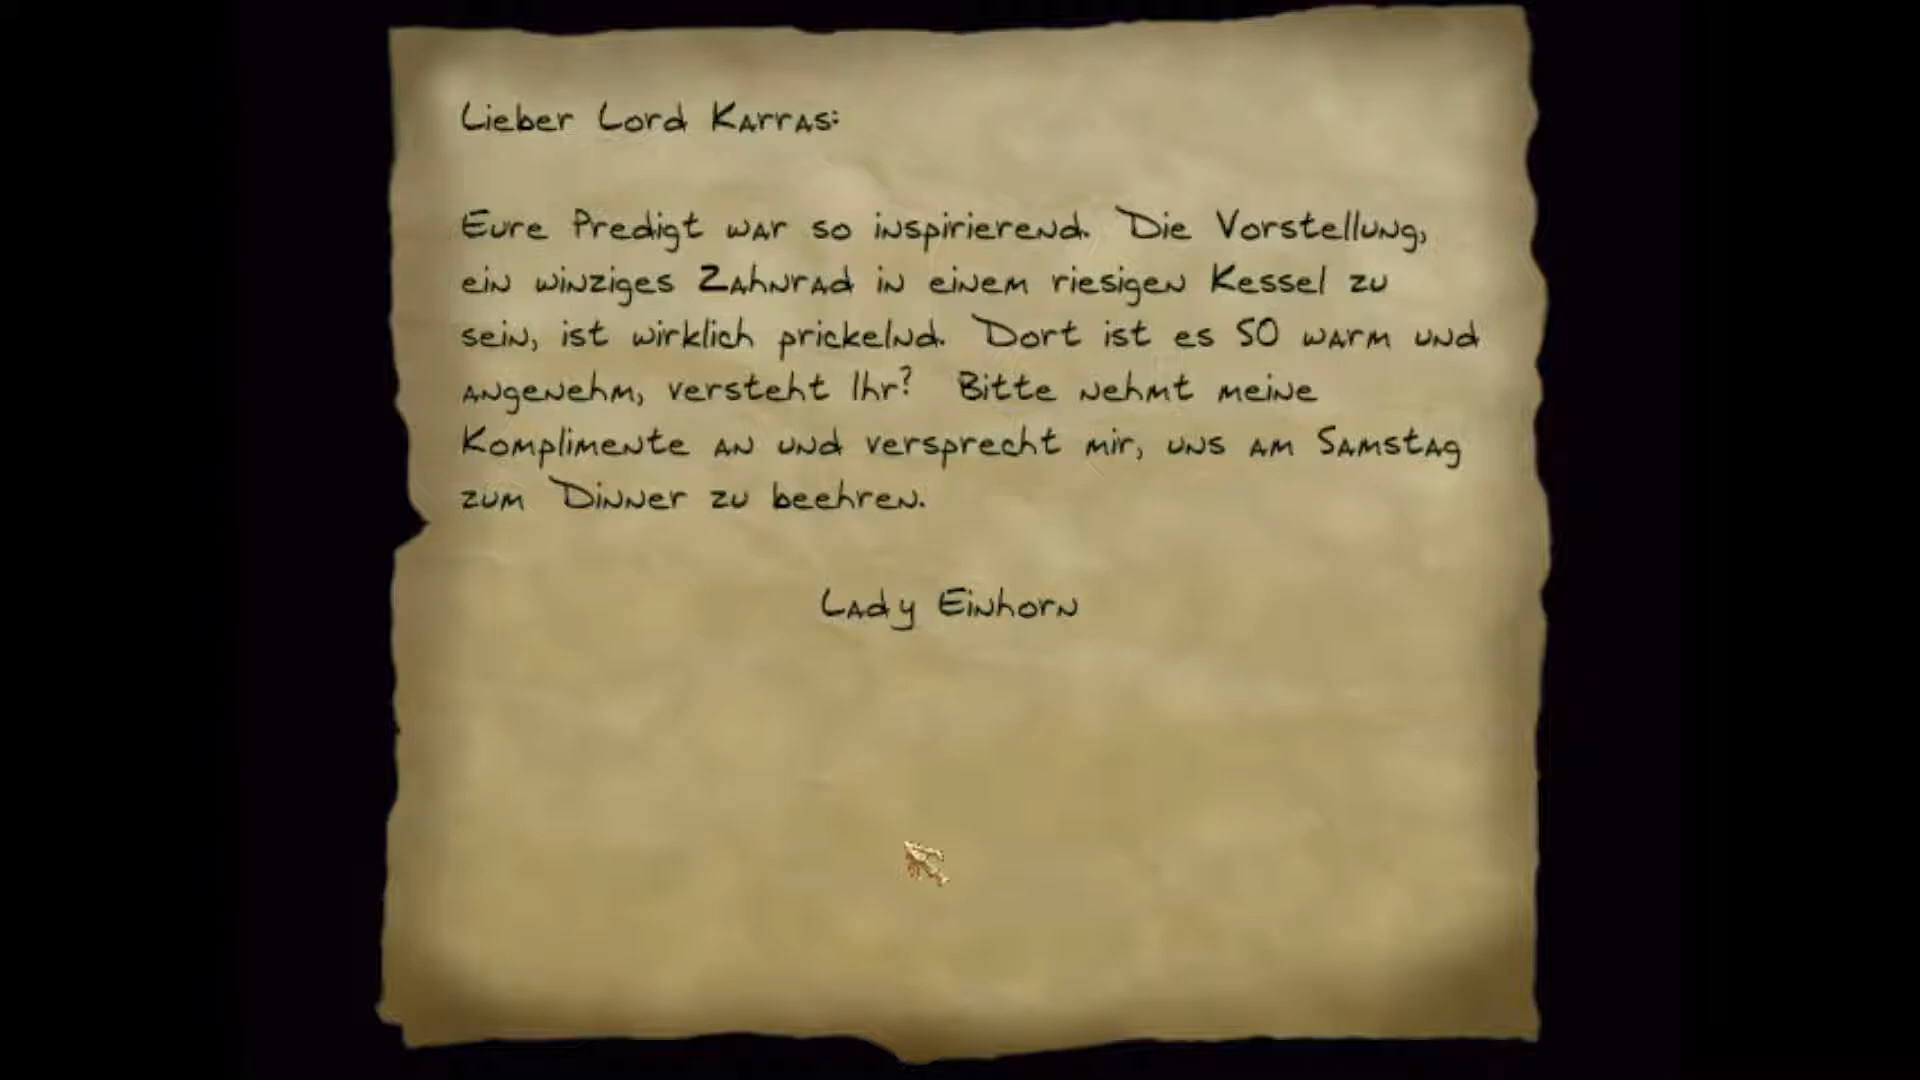 Lieber Lord Karras:
Eure Predigt war so inspirierend. Die Vorstellung,
ein winziges Zahnrad in einem riesigen Kessel zu
sein, ist wirklich prickelnd. Dort ist es SO warm und
angenehm, versteht Ihr? Bitte nehmt meine
Komplimente an und versprecht mir, uns am Samstag
zum Dinner zu beehren.
Lady Einhorn